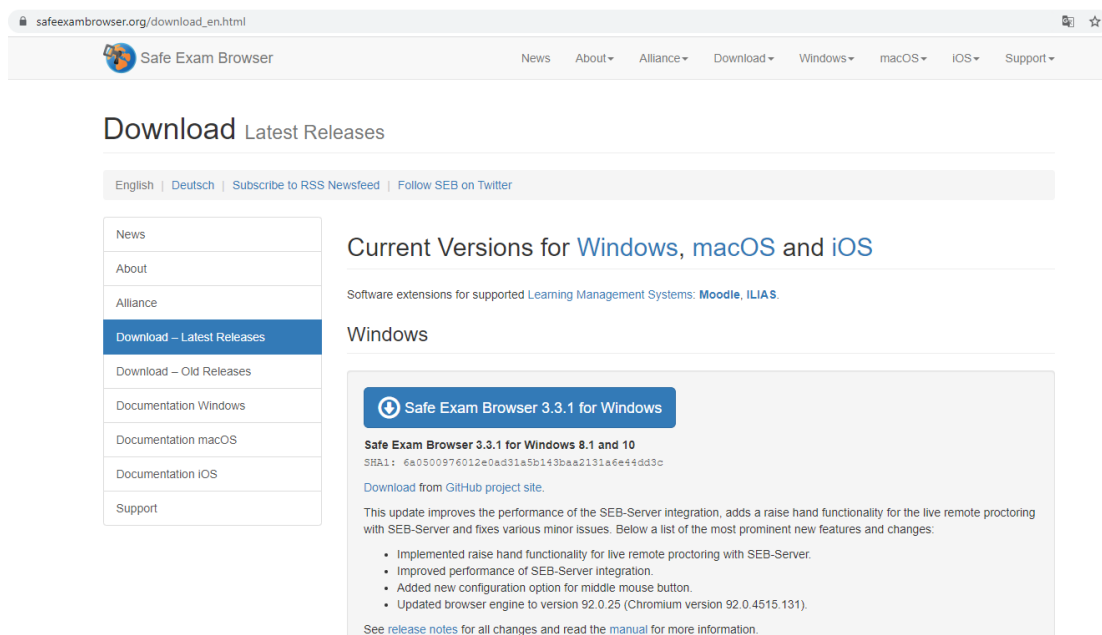 safeexambrowser.org/download_en.html
Safe Exam Browser
News About Alliance Download Windows macOS iOS Support
Download Latest Releases
English | Deutsch | Subscribe to RSS Newsfeed | Follow SEB on Twitter
News
About
Alliance
Download – Latest Releases
Download – Old Releases
Documentation Windows
Documentation macOS
Documentation iOS
Support
Current Versions for Windows, macOS and iOS
Software extensions for supported Learning Management Systems: Moodle, ILIAS.
Windows
Safe Exam Browser 3.3.1 for Windows
Safe Exam Browser 3.3.1 for Windows 8.1 and 10
SHA1: 6a0500976012e0ad31a5b143baa2131a6e44dd3c
Download from GitHub project site.
This update improves the performance of the SEB-Server integration, adds a raise hand functionality for the live remote proctoring
with SEB-Server and fixes various minor issues. Below a list of the most prominent new features and changes:
• Implemented raise hand functionality for live remote proctoring with SEB-Server.
• Improved performance of SEB-Server integration.
• Added new configuration option for middle mouse button.
• Updated browser engine to version 92.0.25 (Chromium version 92.0.4515.131).
See release notes for all changes and read the manual for more information.